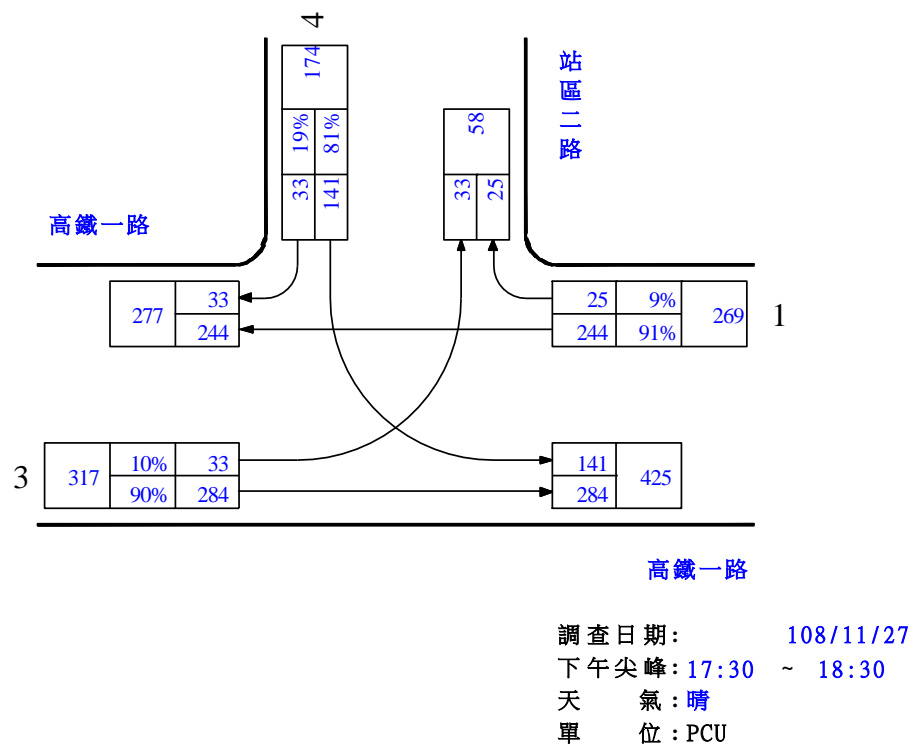 4
174
19% 81%
33 141
58
33 25
站區二路
高鐵一路
277 33
244
25 9% 269
244 91%
1
3
317 10% 33
90% 284
141 425
284
高鐵一路
調查日期: 108/11/27
下午尖峰:17:30 ~ 18:30
天 氣:晴
單 位:PCU